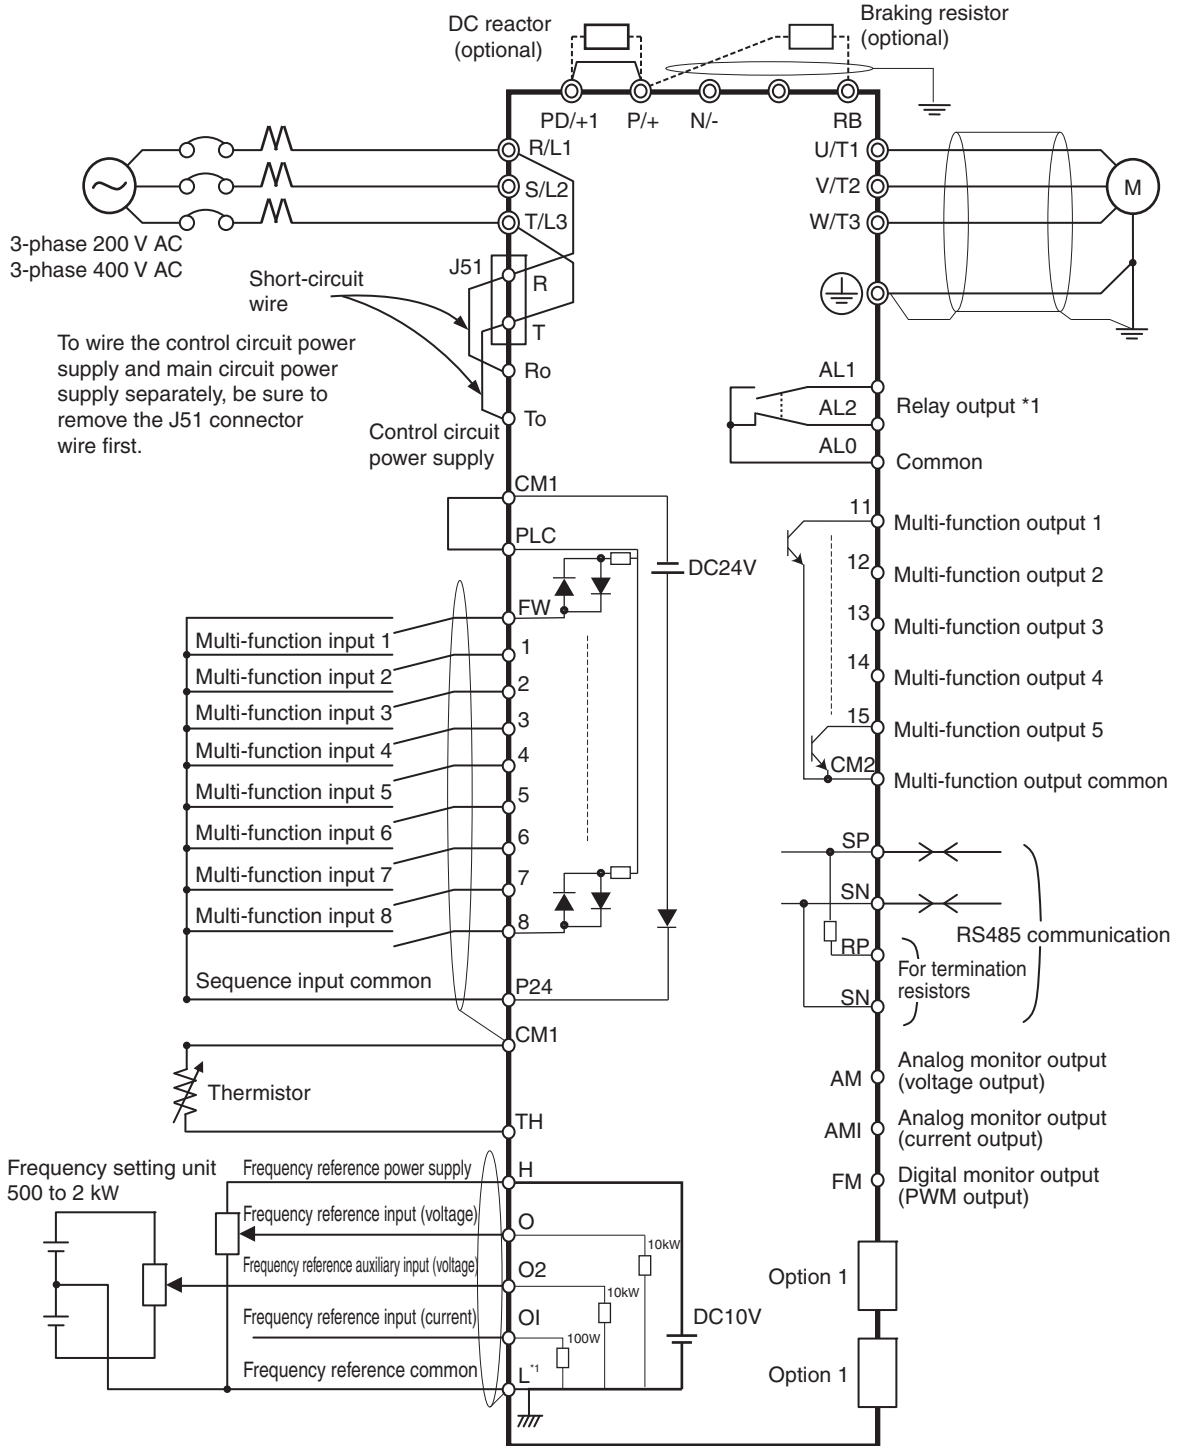 DC reactor
(optional)
Braking resistor
(optional)
PD/+1
P/+
N/-
RB
R/L1
S/L2
T/L3
U/T1
V/T2
W/T3
M
3-phase 200 V AC
3-phase 400 V AC
J51
R
T
Ro
To
Short-circuit
wire
To wire the control circuit power
supply and main circuit power
supply separately, be sure to
remove the J51 connector
wire first.
Control circuit
power supply
AL1
AL2
AL0
Relay output *1
Common
CM1
PLC
DC24V
FW
Multi-function input 1
1
Multi-function input 2
2
Multi-function input 3
3
Multi-function input 4
4
Multi-function input 5
5
Multi-function input 6
6
Multi-function input 7
7
Multi-function input 8
8
Sequence input common
P24
CM1
Thermistor
TH
11
Multi-function output 1
12
Multi-function output 2
13
Multi-function output 3
14
Multi-function output 4
15
Multi-function output 5
CM2
Multi-function output common
SP
SN
RP
SN
RS485 communication
For termination
resistors
AM
Analog monitor output
(voltage output)
AMI
Analog monitor output
(current output)
FM
Digital monitor output
(PWM output)
Frequency setting unit
500 to 2 kW
Frequency reference power supply
H
Frequency reference input (voltage)
O
10kW
Frequency reference auxiliary input (voltage)
O2
10kW
Frequency reference input (current)
OI
100W
DC10V
Frequency reference common
L*1
Option 1
Option 1